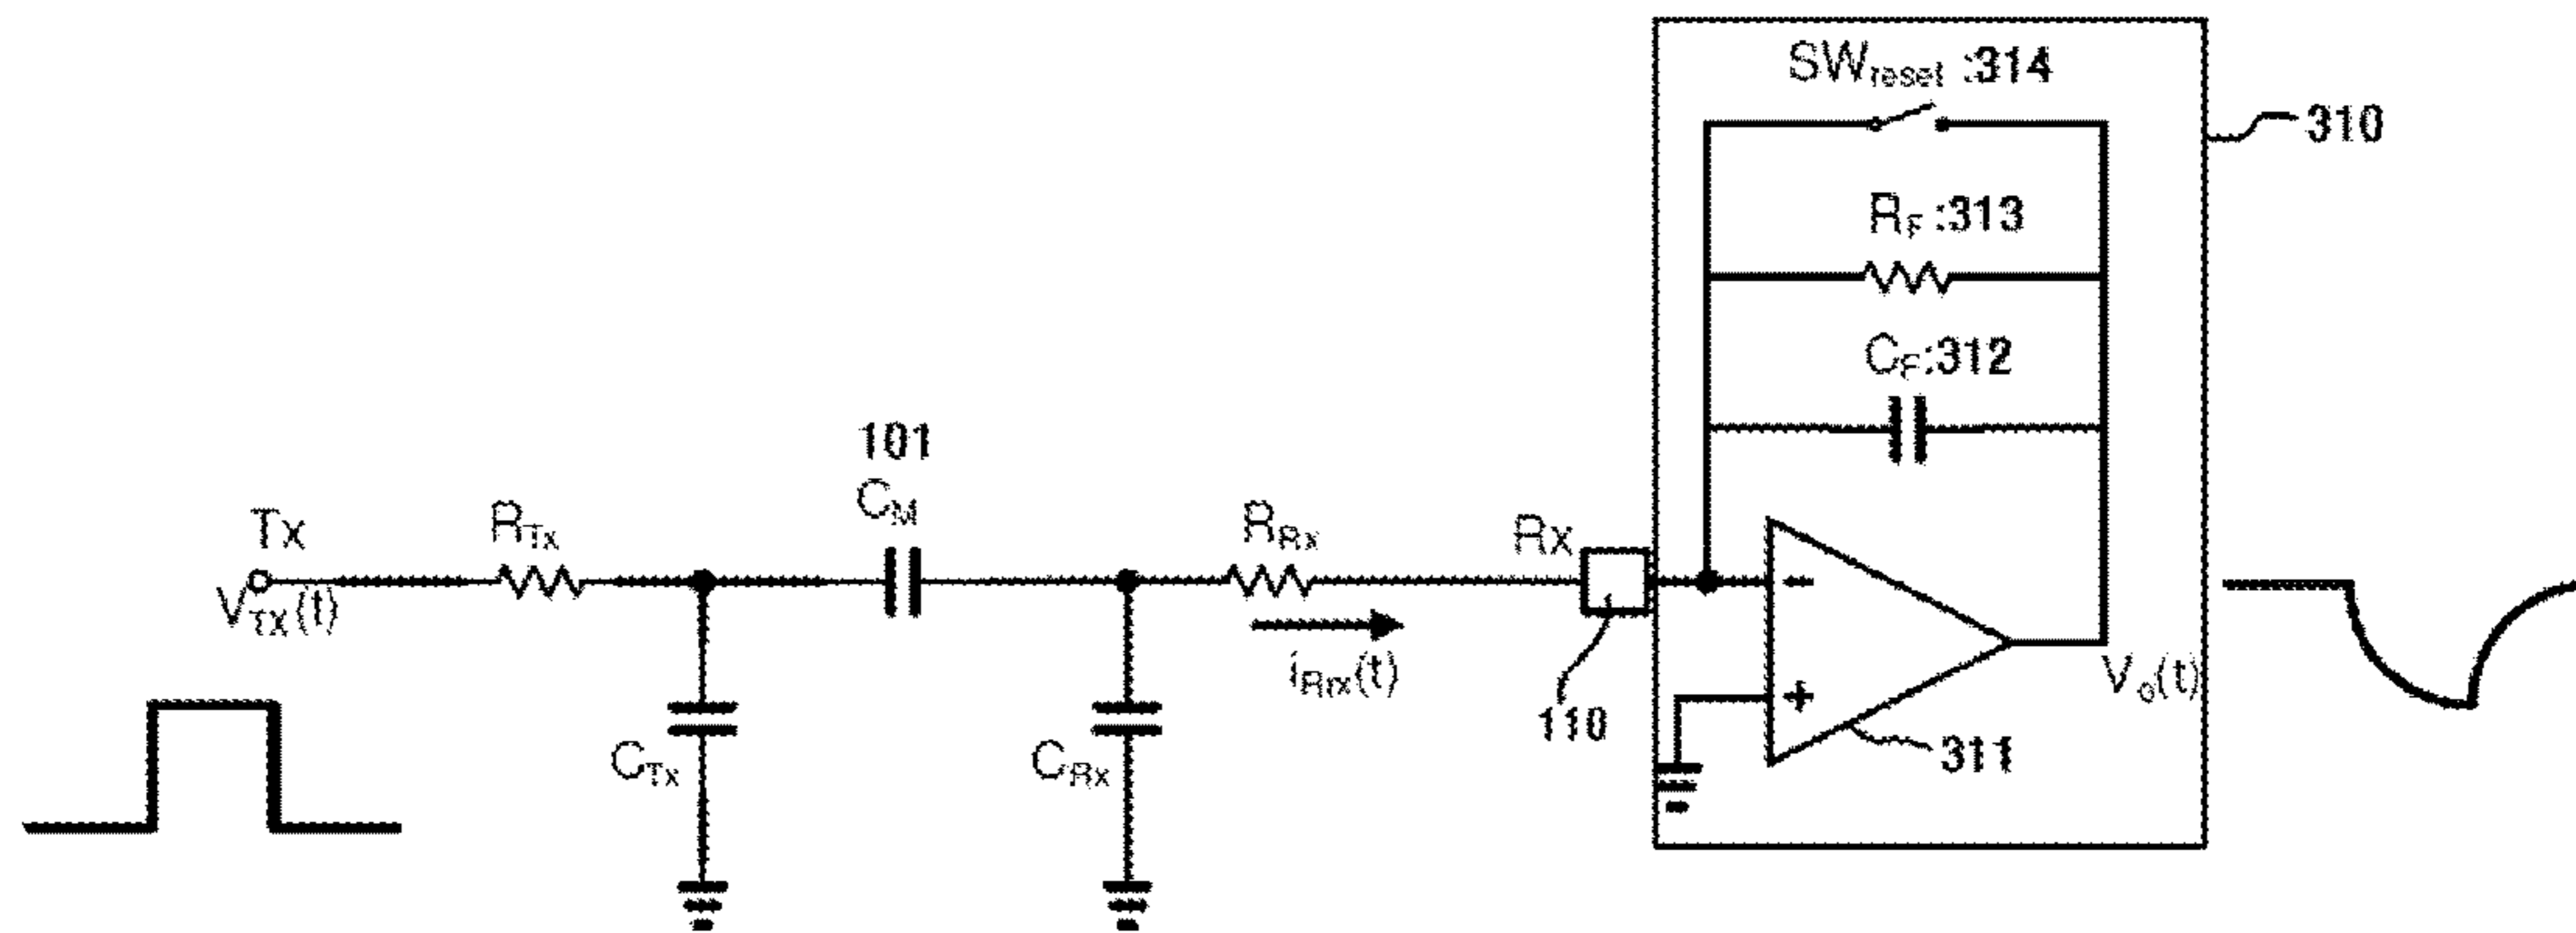 SWreset :314
310
RF :313
CF:312
101
CM
Tx
RTx
RRx
Rx
VTX(t)
iRrx(t)
110
Vo(t)
CTx
CRx
311
−
+